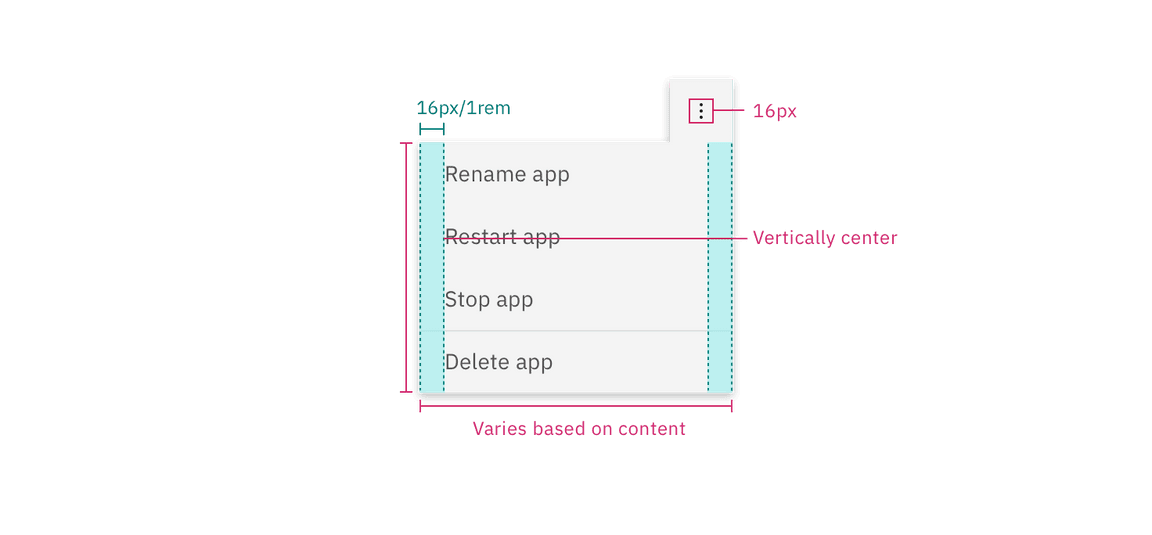 16px/1rem
16px
Rename app
Restart app
Vertically center
Stop app
Delete app
Varies based on content